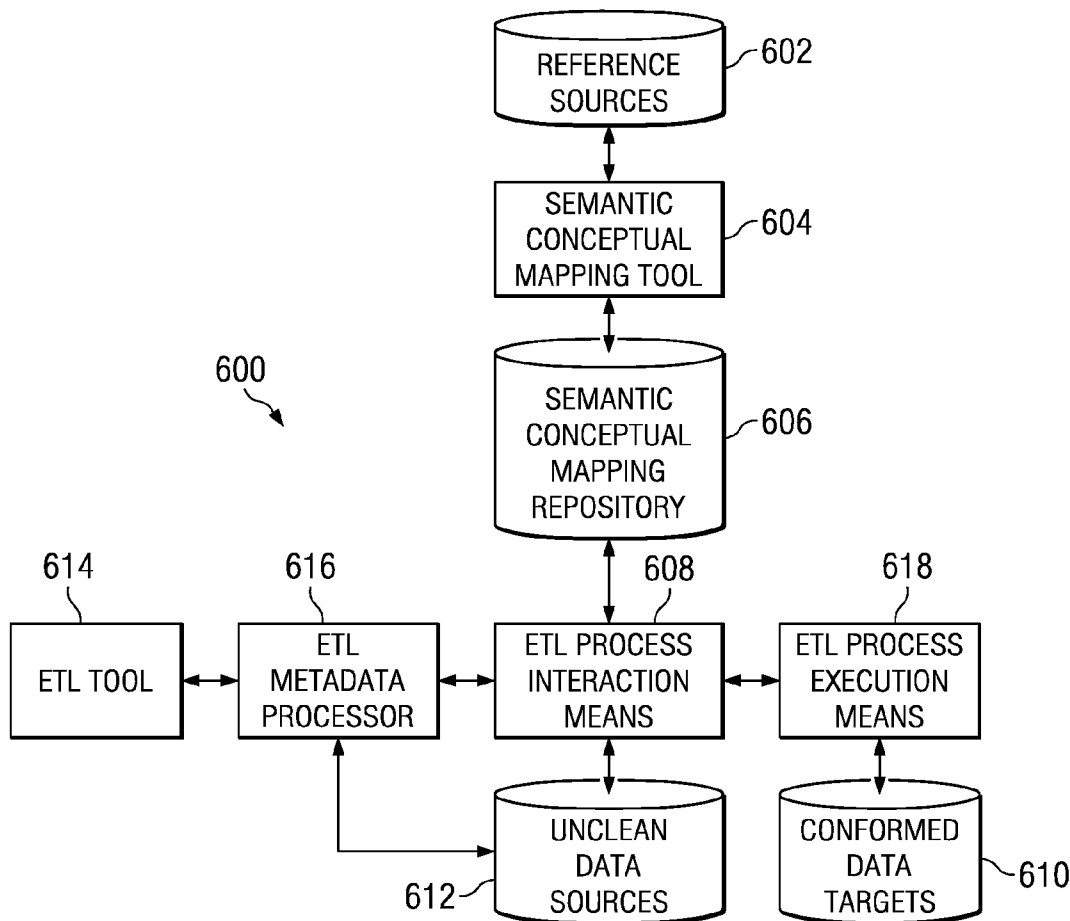 REFERENCE
SOURCES
602
SEMANTIC
CONCEPTUAL
MAPPING TOOL
604
600
SEMANTIC
CONCEPTUAL
MAPPING
REPOSITORY
606
614
616
608
618
ETL TOOL
ETL
METADATA
PROCESSOR
ETL PROCESS
INTERACTION
MEANS
ETL PROCESS
EXECUTION
MEANS
UNCLEAN
DATA
SOURCES
612
CONFORMED
DATA
TARGETS
610